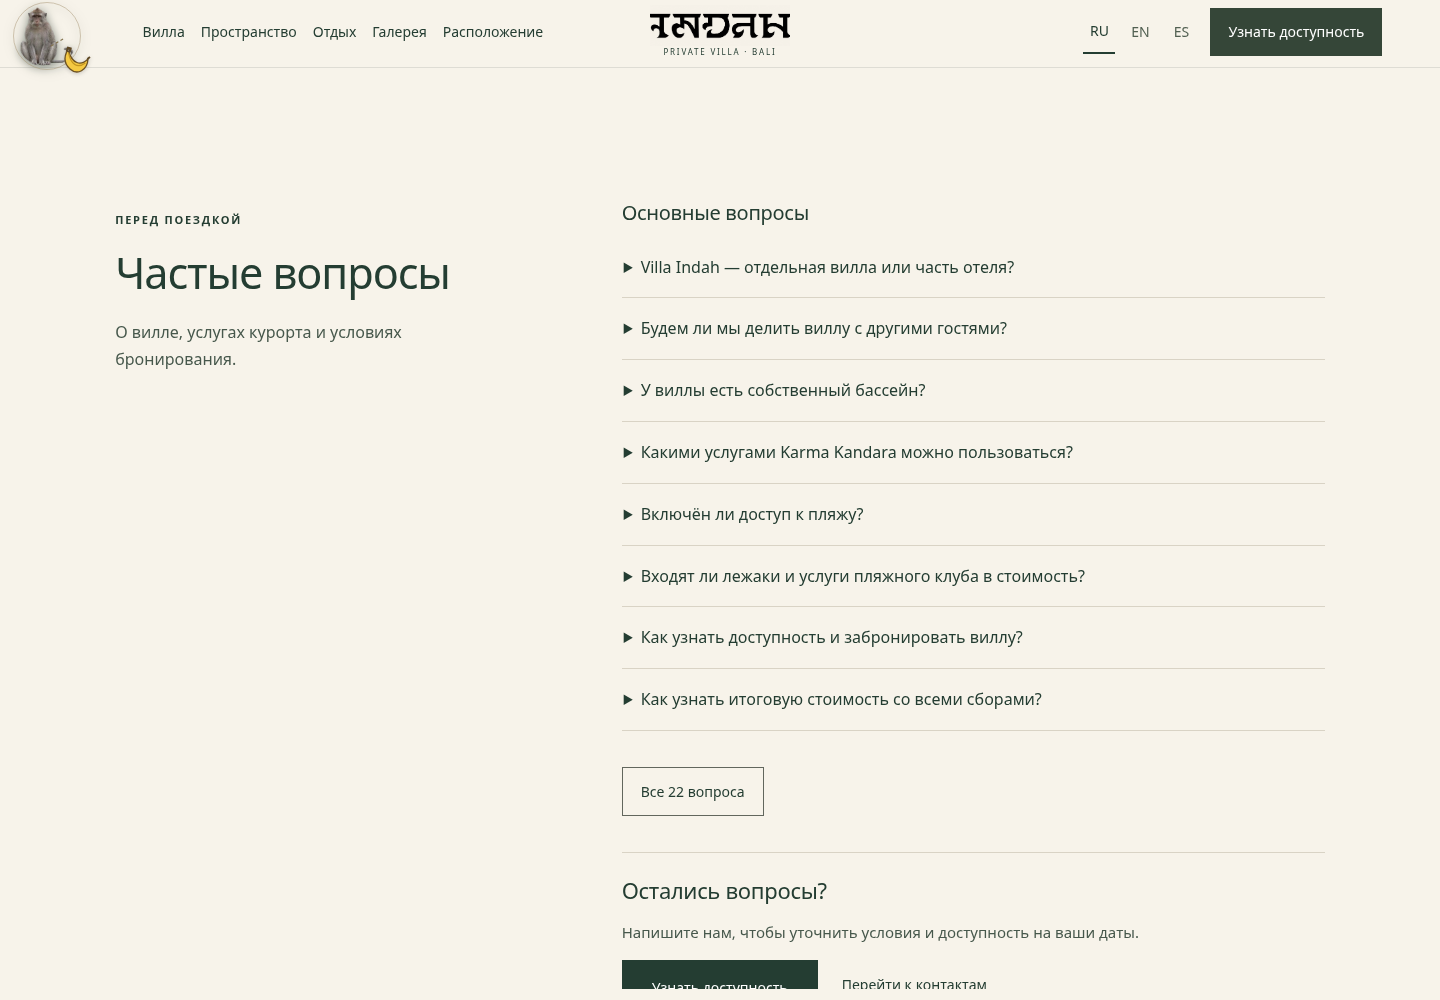 Вилла Пространство Отдых Галерея Расположение
INDAH
PRIVATE VILLA · BALI
RU EN ES Узнать доступность
ПЕРЕД ПОЕЗДКОЙ
Частые вопросы
О вилле, услугах курорта и условиях
бронирования.
Основные вопросы
Villa Indah — отдельная вилла или часть отеля?
Будем ли мы делить виллу с другими гостями?
У виллы есть собственный бассейн?
Какими услугами Karma Kandara можно пользоваться?
Включён ли доступ к пляжу?
Входят ли лежаки и услуги пляжного клуба в стоимость?
Как узнать доступность и забронировать виллу?
Как узнать итоговую стоимость со всеми сборами?
Все 22 вопроса
Остались вопросы?
Напишите нам, чтобы уточнить условия и доступность на ваши даты.
Узнать доступность Перейти к контактам